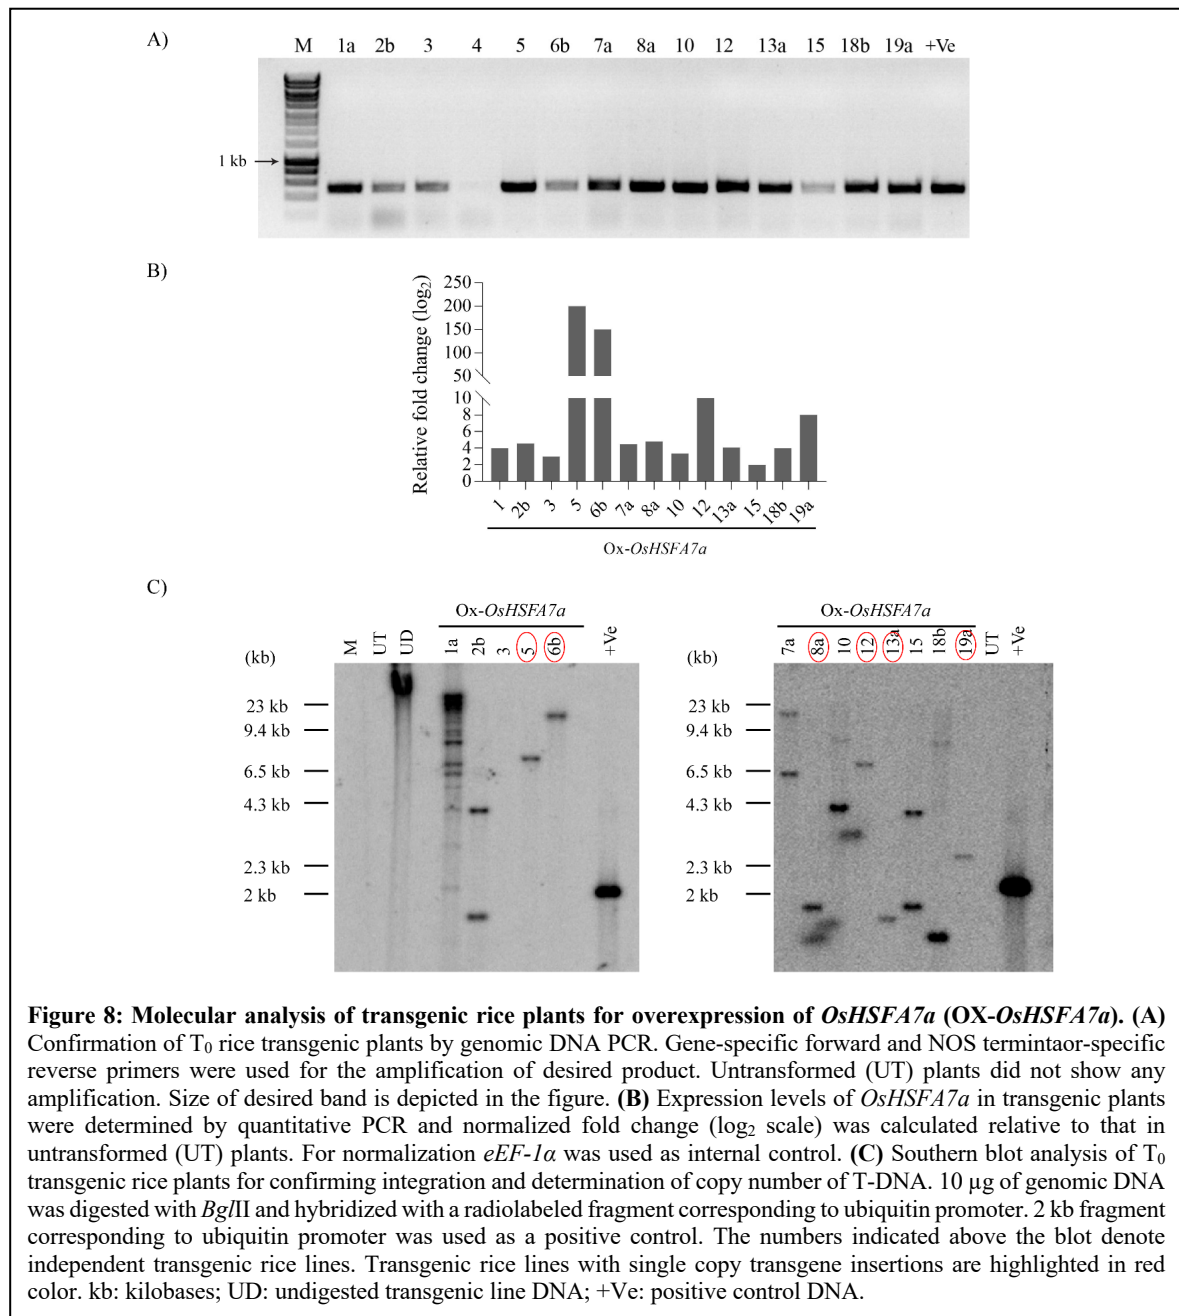 A)
M 1a 2b 3 4 5 6b 7a 8a 10 12 13a 15 18b 19a +Ve
1 kb
B)
Relative fold change (log2)
250
200
150
100
50
10
8
6
4
2
0
1 2b 3 5 6b 7a 8a 10 12 13a 15 18b 19a
Ox-OsHSFA7a
C)
Ox-OsHSFA7a
M UT UD 1a 2b 3 5 6b +Ve
(kb)
23 kb
9.4 kb
6.5 kb
4.3 kb
2.3 kb
2 kb
Ox-OsHSFA7a
7a 8a 10 12 13a 15 18b 19a UT +Ve
(kb)
23 kb
9.4 kb
6.5 kb
4.3 kb
2.3 kb
2 kb
Figure 8: Molecular analysis of transgenic rice plants for overexpression of OsHSFA7a (OX-OsHSFA7a). (A)
Confirmation of T0 rice transgenic plants by genomic DNA PCR. Gene-specific forward and NOS termintaor-specific
reverse primers were used for the amplification of desired product. Untransformed (UT) plants did not show any
amplification. Size of desired band is depicted in the figure. (B) Expression levels of OsHSFA7a in transgenic plants
were determined by quantitative PCR and normalized fold change (log2 scale) was calculated relative to that in
untransformed (UT) plants. For normalization eEF-1α was used as internal control. (C) Southern blot analysis of T0
transgenic rice plants for confirming integration and determination of copy number of T-DNA. 10 µg of genomic DNA
was digested with BglII and hybridized with a radiolabeled fragment corresponding to ubiquitin promoter. 2 kb fragment
corresponding to ubiquitin promoter was used as a positive control. The numbers indicated above the blot denote
independent transgenic rice lines. Transgenic rice lines with single copy transgene insertions are highlighted in red
color. kb: kilobases; UD: undigested transgenic line DNA; +Ve: positive control DNA.